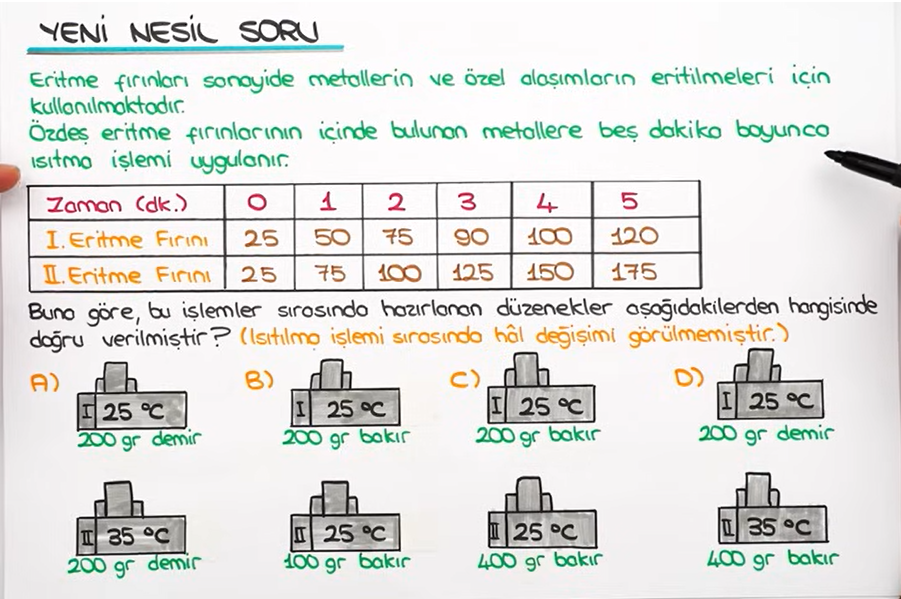 YENİ NESİL SORU
Eritme fırınları sanayide metallerin ve özel alaşımların eritilmeleri için
kullanılmaktadır.
Özdeş eritme fırınlarının içinde bulunan metallere beş dakika boyunca
ısıtma işlemi uygulanır.
Zaman (dk.) 0 1 2 3 4 5
I. Eritme Fırını 25 50 75 90 100 120
II. Eritme Fırını 25 75 100 125 150 175
Buna göre, bu işlemler sırasında hazırlanan düzenekler aşağıdakilerden hangisinde
doğru verilmiştir? (Isıtılma işlemi sırasında hâl değişimi görülmemiştir.)
A) B) C) D)
I 25 °C I 25 °C I 25 °C I 25 °C
200 gr demir 200 gr bakır 200 gr bakır 200 gr demir
II 35 °C II 25 °C II 25 °C II 35 °C
200 gr demir 100 gr bakır 400 gr bakır 400 gr bakır